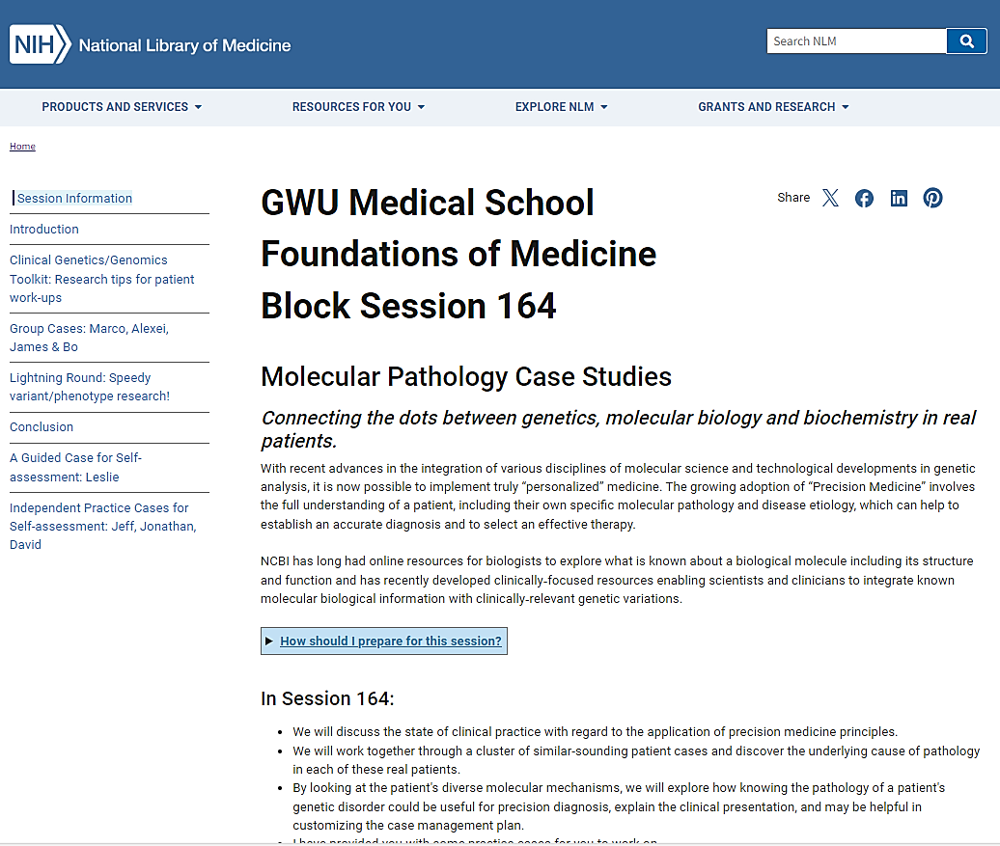 NIH National Library of Medicine
Search NLM
PRODUCTS AND SERVICES RESOURCES FOR YOU EXPLORE NLM GRANTS AND RESEARCH
Home
Session Information
Introduction
Clinical Genetics/Genomics
Toolkit: Research tips for patient
work-ups
Group Cases: Marco, Alexei,
James & Bo
Lightning Round: Speedy
variant/phenotype research!
Conclusion
A Guided Case for Self-
assessment: Leslie
Independent Practice Cases for
Self-assessment: Jeff, Jonathan,
David
GWU Medical School
Foundations of Medicine
Block Session 164
Share
Molecular Pathology Case Studies
Connecting the dots between genetics, molecular biology and biochemistry in real
patients.
With recent advances in the integration of various disciplines of molecular science and technological developments in genetic
analysis, it is now possible to implement truly “personalized” medicine. The growing adoption of “Precision Medicine” involves
the full understanding of a patient, including their own specific molecular pathology and disease etiology, which can help to
establish an accurate diagnosis and to select an effective therapy.
NCBI has long had online resources for biologists to explore what is known about a biological molecule including its structure
and function and has recently developed clinically-focused resources enabling scientists and clinicians to integrate known
molecular biological information with clinically-relevant genetic variations.
How should I prepare for this session?
In Session 164:
We will discuss the state of clinical practice with regard to the application of precision medicine principles.
We will work together through a cluster of similar-sounding patient cases and discover the underlying cause of pathology
in each of these real patients.
By looking at the patient's diverse molecular mechanisms, we will explore how knowing the pathology of a patient's
genetic disorder could be useful for precision diagnosis, explain the clinical presentation, and may be helpful in
customizing the case management plan.
I have provided you with some practice cases for you to work on